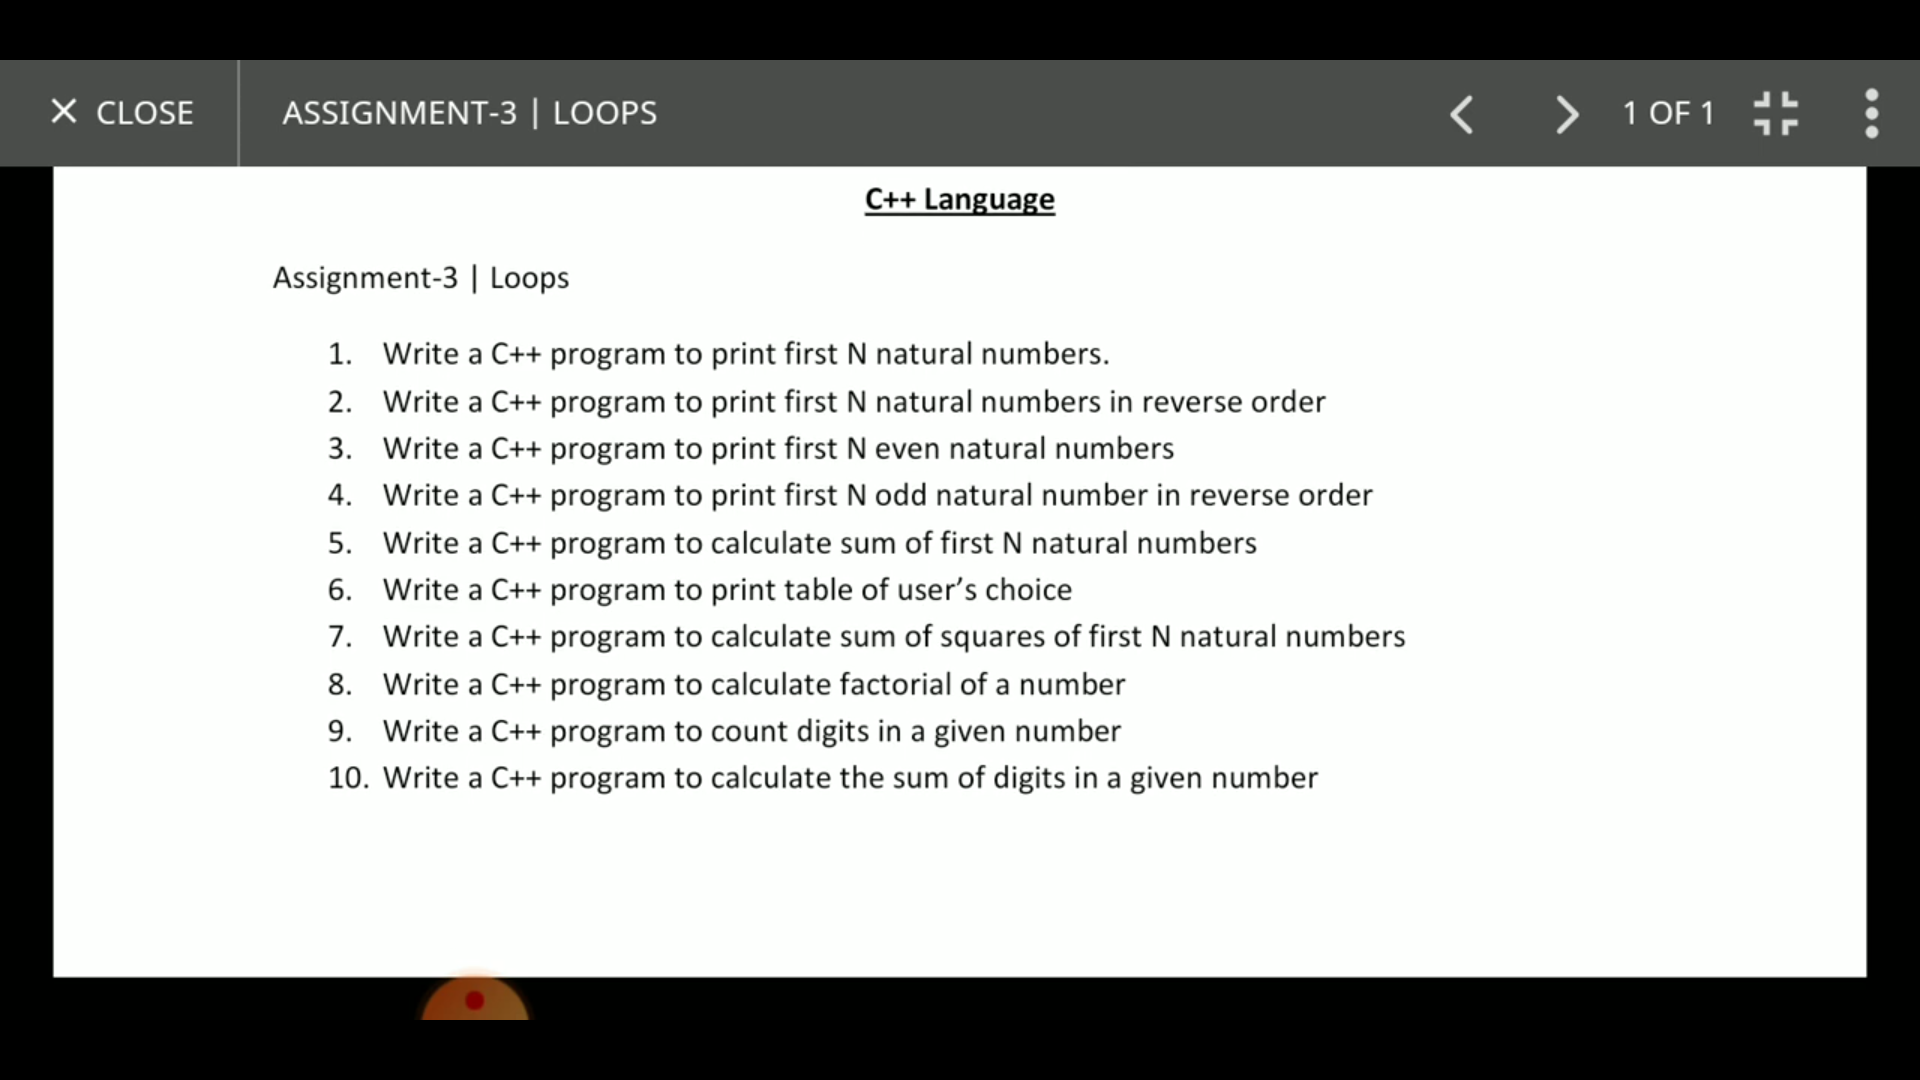 CLOSE
ASSIGNMENT-3 | LOOPS
1 OF 1
C++ Language
Assignment-3 | Loops
1. Write a C++ program to print first N natural numbers.
2. Write a C++ program to print first N natural numbers in reverse order
3. Write a C++ program to print first N even natural numbers
4. Write a C++ program to print first N odd natural number in reverse order
5. Write a C++ program to calculate sum of first N natural numbers
6. Write a C++ program to print table of user’s choice
7. Write a C++ program to calculate sum of squares of first N natural numbers
8. Write a C++ program to calculate factorial of a number
9. Write a C++ program to count digits in a given number
10. Write a C++ program to calculate the sum of digits in a given number